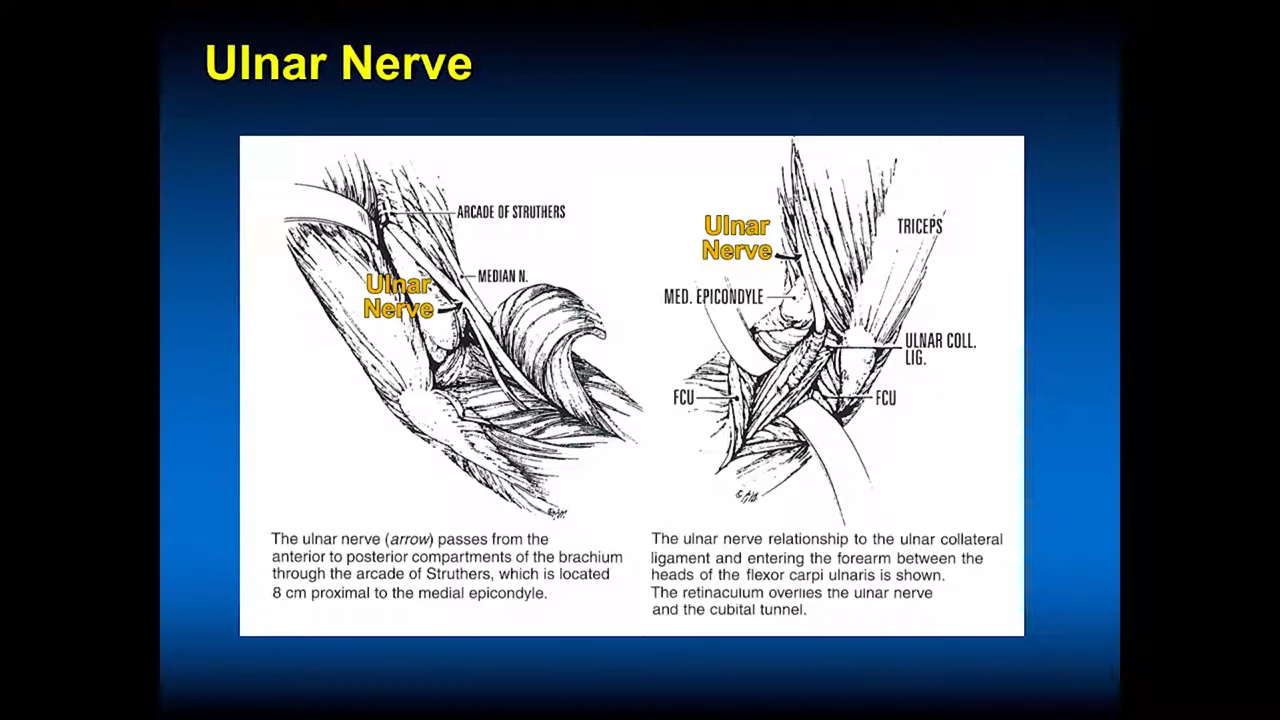 Ulnar Nerve
ARCADE OF STRUTHERS
MEDIAN N.
Ulnar
Nerve
The ulnar nerve (arrow) passes from the
anterior to posterior compartments of the brachium
through the arcade of Struthers, which is located
8 cm proximal to the medial epicondyle.
Ulnar
Nerve
TRICEPS
MED. EPICONDYLE
ULNAR COLL.
LIG.
FCU
FCU
The ulnar nerve relationship to the ulnar collateral
ligament and entering the forearm between the
heads of the flexor carpi ulnaris is shown.
The retinaculum overlies the ulnar nerve
and the cubital tunnel.